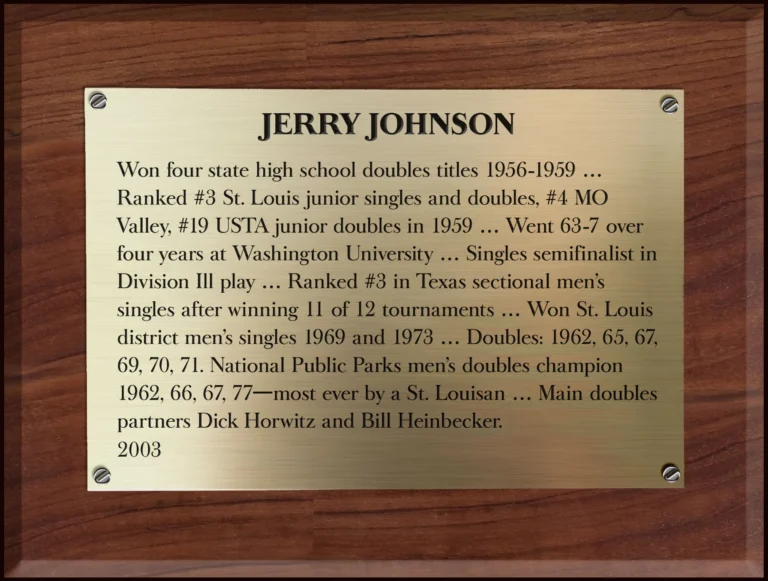 JERRY JOHNSON
Won four state high school doubles titles 1956-1959 ...
Ranked #3 St. Louis junior singles and doubles, #4 MO
Valley, #19 USTA junior doubles in 1959 ... Went 63-7 over
four years at Washington University ... Singles semifinalist in
Division Ill play ... Ranked #3 in Texas sectional men's
singles after winning 11 of 12 tournaments ... Won St. Louis
district men's singles 1969 and 1973 ... Doubles: 1962, 65, 67,
69, 70, 71. National Public Parks men's doubles champion
1962, 66, 67, 77—most ever by a St. Louisan ... Main doubles
partners Dick Horwitz and Bill Heinbecker.
2003